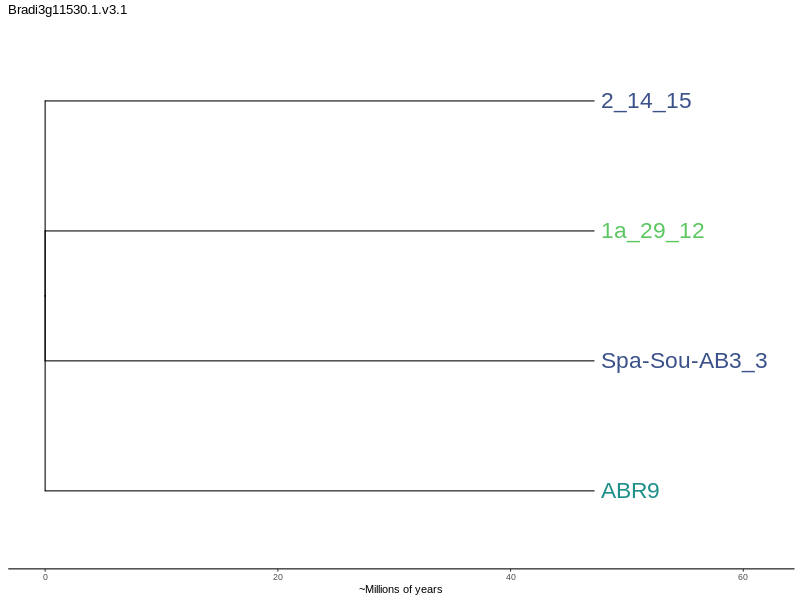 Bradi3g11530.1.v3.1
2_14_15
1a_29_12
Spa-Sou-AB3_3
ABR9
0 20 40 60
~Millions of years